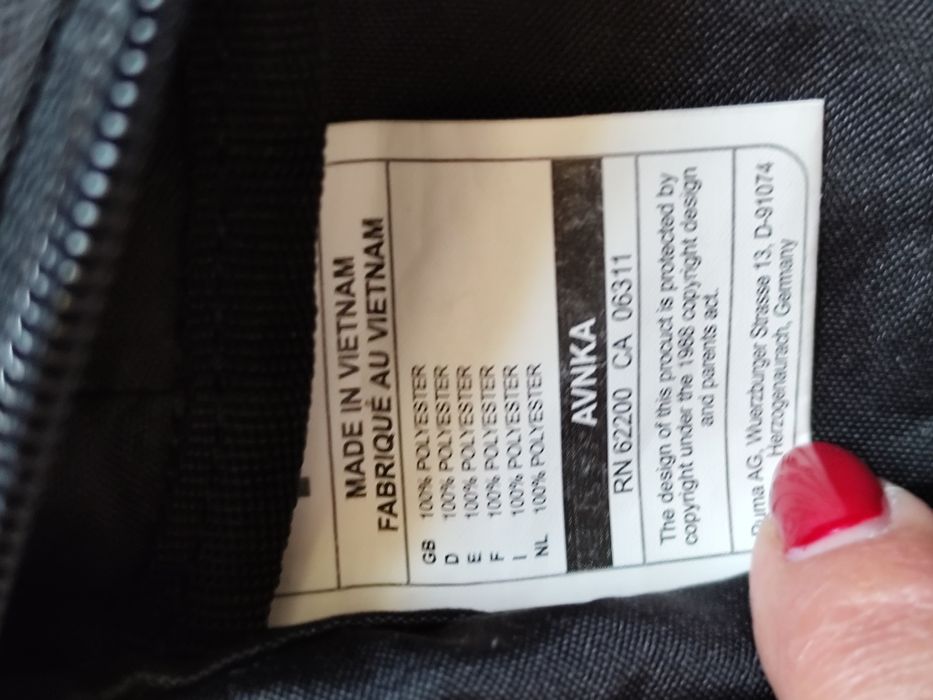 MADE IN VIETNAM
FABRIQUÉ AU VIETNAM
GB 100% POLYESTER
D 100% POLYESTER
E 100% POLYESTER
F 100% POLYESTER
I 100% POLYESTER
NL 100% POLYESTER
AVNKA
RN 62200 CA 06311
The design of this procuct is protected by
copyright under the 1988 copyright design
and parents act.
Puma AG, Wuerzburger Strasse 13, D-91074
Herzogenaurach, Germany